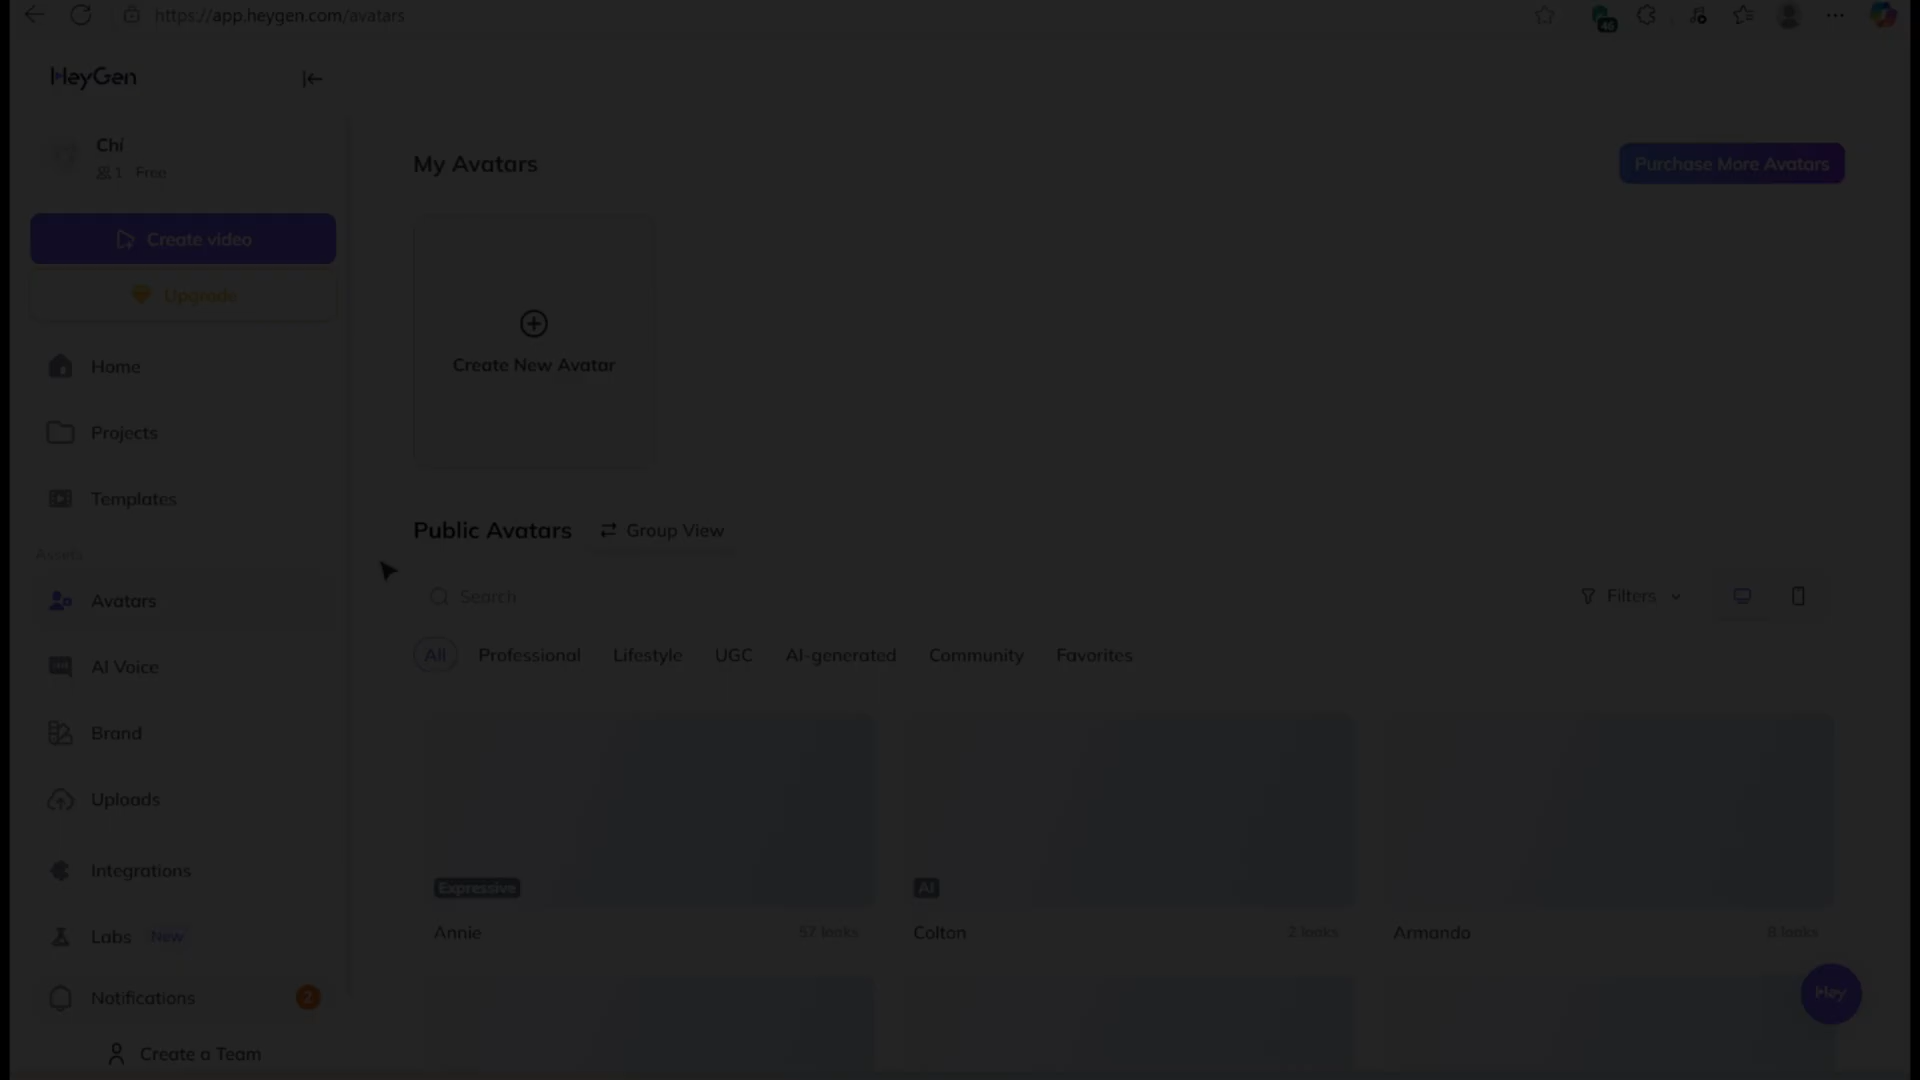 https://app.heygen.com/avatars
46
HeyGen
Chi
1 Free
Create video
Upgrade
Home
Projects
Templates
Assets
Avatars
AI Voice
Brand
Uploads
Integrations
Labs New
Notifications 2
Create a Team
My Avatars
Purchase More Avatars
Create New Avatar
Public Avatars
Group View
Search
Filters
All Professional Lifestyle UGC AI-generated Community Favorites
Expressive
Annie 57 looks
AI
Colton 2 looks
Armando 8 looks
Hey